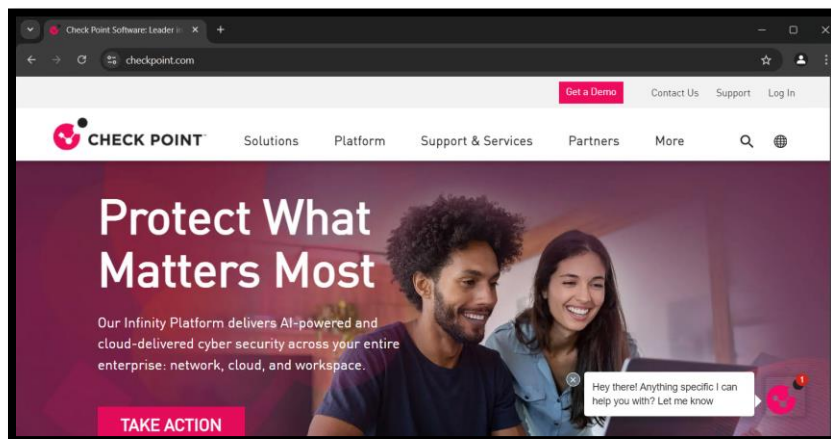 Check Point Software: Leader in
checkpoint.com
Get a Demo
Contact Us
Support
Log In
CHECK POINT
Solutions
Platform
Support & Services
Partners
More
Protect What
Matters Most
Our Infinity Platform delivers AI-powered and
cloud-delivered cyber security across your entire
enterprise: network, cloud, and workspace.
Hey there! Anything specific I can
help you with? Let me know
1
TAKE ACTION